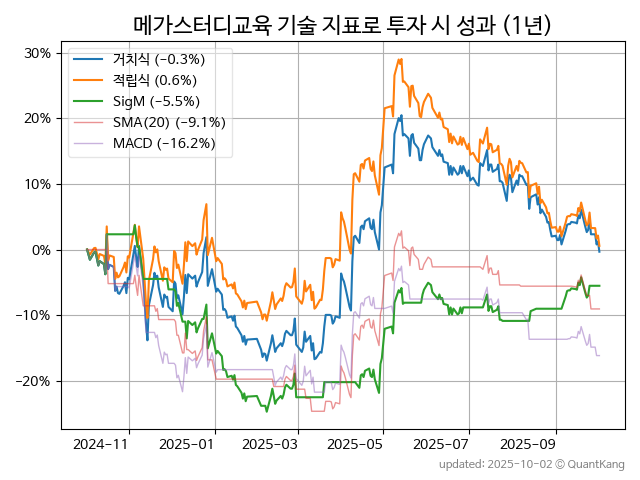 메가스터디교육 기술 지표로 투자 시 성과 (1년)
30%
20%
10%
0%
−10%
−20%
거치식 (−0.3%)
적립식 (0.6%)
SigM (−5.5%)
SMA(20) (−9.1%)
MACD (−16.2%)
2024-11
2025-01
2025-03
2025-05
2025-07
2025-09
updated: 2025-10-02 © QuantKang